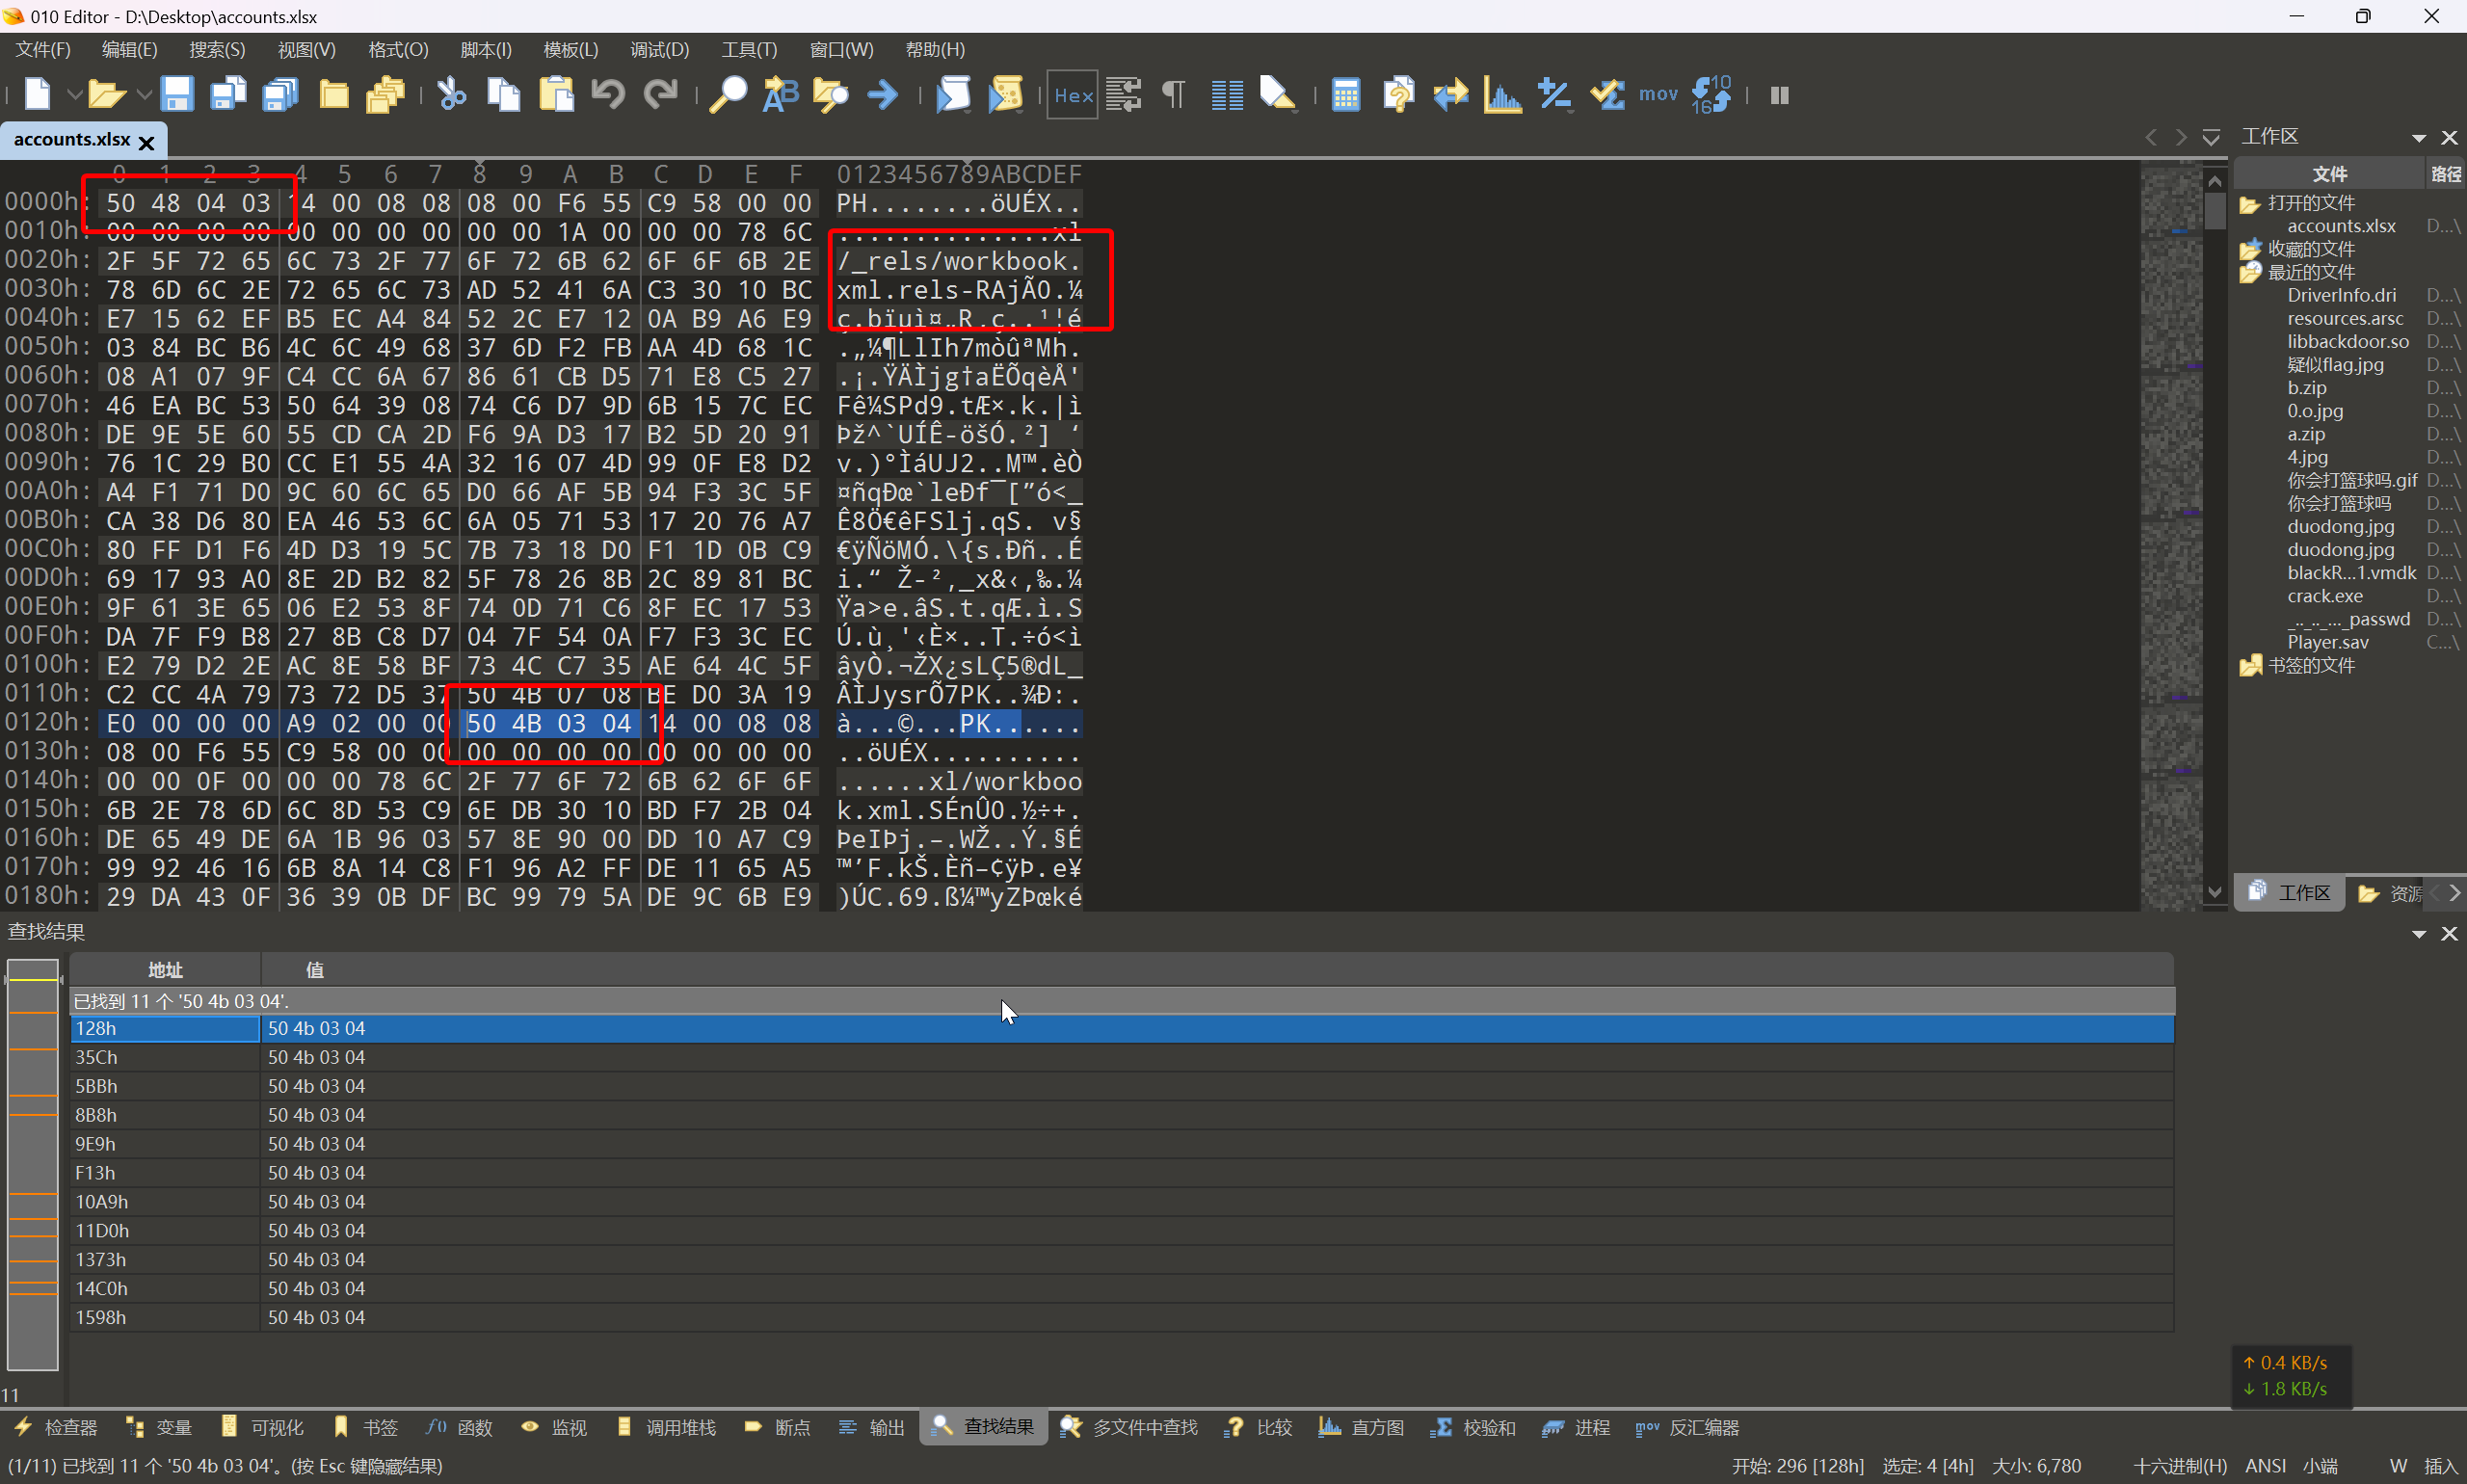 010 Editor - D:\Desktop\accounts.xlsx
文件(F) 编辑(E) 搜索(S) 视图(V) 格式(O) 脚本(I) 模板(L) 调试(D) 工具(T) 窗口(W) 帮助(H)
Hex mov
accounts.xlsx
工作区
0 1 2 3 4 5 6 7 8 9 A B C D E F 0123456789ABCDEF
0000h: 50 48 04 03 14 00 08 08 08 00 F6 55 C9 58 00 00 PH........öUÉX..
0010h: 00 00 00 00 00 00 00 00 00 00 1A 00 00 00 78 6C ..............xl
0020h: 2F 5F 72 65 6C 73 2F 77 6F 72 6B 62 6F 6F 6B 2E /_rels/workbook.
0030h: 78 6D 6C 2E 72 65 6C 73 AD 52 41 6A C3 30 10 BC xml.rels-RAjÃ0.¼
0040h: E7 15 62 EF B5 EC A4 84 52 2C E7 12 0A B9 A6 E9 ç.bïµì¤„R,ç..¹¦é
0050h: 03 84 BC B6 4C 6C 49 68 37 6D F2 FB AA 4D 68 1C .„¼¶LlIh7mòûªMh.
0060h: 08 A1 07 9F C4 CC 6A 67 86 61 CB D5 71 E8 C5 27 .¡.ŸÄÌjg†aËÕqèÅ'
0070h: 46 EA BC 53 50 64 39 08 74 C6 D7 9D 6B 15 7C EC Fê¼SPd9.tÆ×.k.|ì
0080h: DE 9E 5E 60 55 CD CA 2D F6 9A D3 17 B2 5D 20 91 Þž^`UÍÊ-öšÓ.²] ‘
0090h: 76 1C 29 B0 CC E1 55 4A 32 16 07 4D 99 0F E8 D2 v.)°ÌáUJ2..M™.èÒ
00A0h: A4 F1 71 D0 9C 60 6C 65 D0 66 AF 5B 94 F3 3C 5F ¤ñqÐœ`leÐf¯[”ó<_
00B0h: CA 38 D6 80 EA 46 53 6C 6A 05 71 53 17 20 76 A7 Ê8Ö€êFSlj.qS. v§
00C0h: 80 FF D1 F6 4D D3 19 5C 7B 73 18 D0 F1 1D 0B C9 €ÿÑöMÓ.\{s.Ðñ..É
00D0h: 69 17 93 A0 8E 2D B2 82 5F 78 26 8B 2C 89 81 BC i.“ Ž-²‚_x&‹,‰.¼
00E0h: 9F 61 3E 65 06 E2 53 8F 74 0D 71 C6 8F EC 17 53 Ÿa>e.âS.t.qÆ.ì.S
00F0h: DA 7F F9 B8 27 8B C8 D7 04 7F 54 0A F7 F3 3C EC Ú.ù¸'‹È×..T.÷ó<ì
0100h: E2 79 D2 2E AC 8E 58 BF 73 4C C7 35 AE 64 4C 5F âyÒ.¬ŽX¿sLÇ5®dL_
0110h: C2 CC 4A 79 73 72 D5 37 50 4B 07 08 BE D0 3A 19 ÂÌJysrÕ7PK..¾Ð:.
0120h: E0 00 00 00 A9 02 00 00 50 4B 03 04 14 00 08 08 à...©...PK......
0130h: 08 00 F6 55 C9 58 00 00 00 00 00 00 00 00 00 00 ..öUÉX..........
0140h: 00 00 0F 00 00 00 78 6C 2F 77 6F 72 6B 62 6F 6F ......xl/workboo
0150h: 6B 2E 78 6D 6C 8D 53 C9 6E DB 30 10 BD F7 2B 04 k.xml.SÉnÛ0.½÷+.
0160h: DE 65 49 DE 6A 1B 96 03 57 8E 90 00 DD 10 A7 C9 ÞeIÞj.–.WŽ..Ý.§É
0170h: 99 92 46 16 6B 8A 14 C8 F1 96 A2 FF DE 11 65 A5 ™’F.kŠ.Èñ–¢ÿÞ.e¥
0180h: 29 DA 43 0F 36 39 0B DF BC 99 79 5A DE 9C 6B E9 )ÚC.69.ß¼™yZÞœké
文件 路径
打开的文件
accounts.xlsx D...\
收藏的文件
最近的文件
DriverInfo.dri D...\
resources.arsc D...\
libbackdoor.so D...\
疑似flag.jpg D...\
b.zip D...\
0.o.jpg D...\
a.zip D...\
4.jpg D...\
你会打篮球吗.gif D...\
你会打篮球吗 D...\
duodong.jpg D...\
duodong.jpg D...\
blackR...1.vmdk D...\
crack.exe D...\
_.._.._..._passwd D...\
Player.sav C...\
书签的文件
工作区 资源
查找结果
地址 值
已找到 11 个 '50 4b 03 04'.
128h 50 4b 03 04
35Ch 50 4b 03 04
5BBh 50 4b 03 04
8B8h 50 4b 03 04
9E9h 50 4b 03 04
F13h 50 4b 03 04
10A9h 50 4b 03 04
11D0h 50 4b 03 04
1373h 50 4b 03 04
14C0h 50 4b 03 04
1598h 50 4b 03 04
11
↑ 0.4 KB/s
↓ 1.8 KB/s
检查器 变量 可视化 书签 函数 监视 调用堆栈 断点 输出 查找结果 多文件中查找 比较 直方图 校验和 进程 mov 反汇编器
(1/11) 已找到 11 个 '50 4b 03 04'。(按 Esc 键隐藏结果) 开始: 296 [128h] 选定: 4 [4h] 大小: 6,780 十六进制(H) ANSI 小端 W 插入